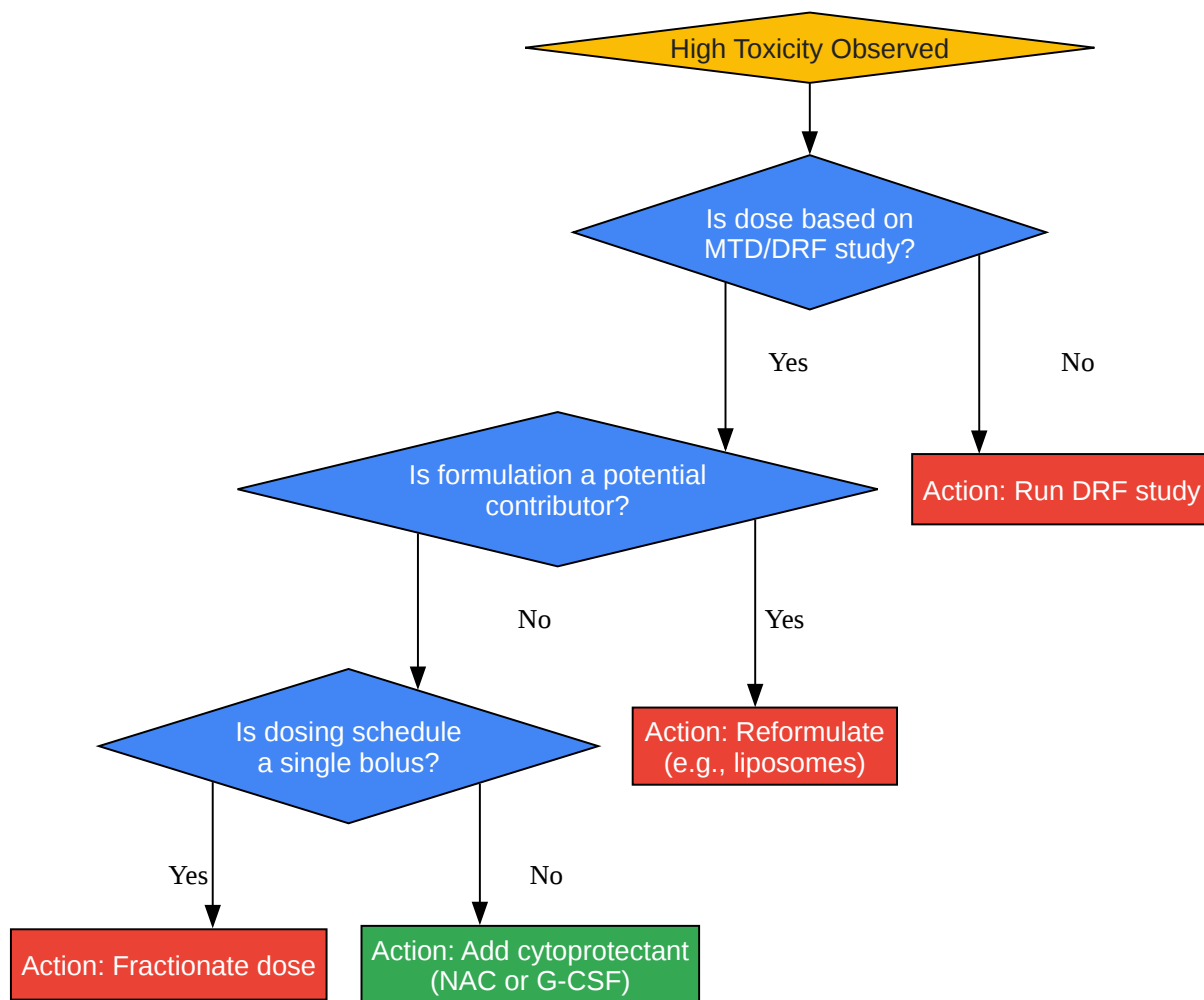 High Toxicity Observed
Is dose based on
MTD/DRF study?
Yes
No
Is formulation a potential
contributor?
Action: Run DRF study
No
Yes
Is dosing schedule
a single bolus?
Action: Reformulate
(e.g., liposomes)
Yes
No
Action: Fractionate dose
Action: Add cytoprotectant
(NAC or G-CSF)